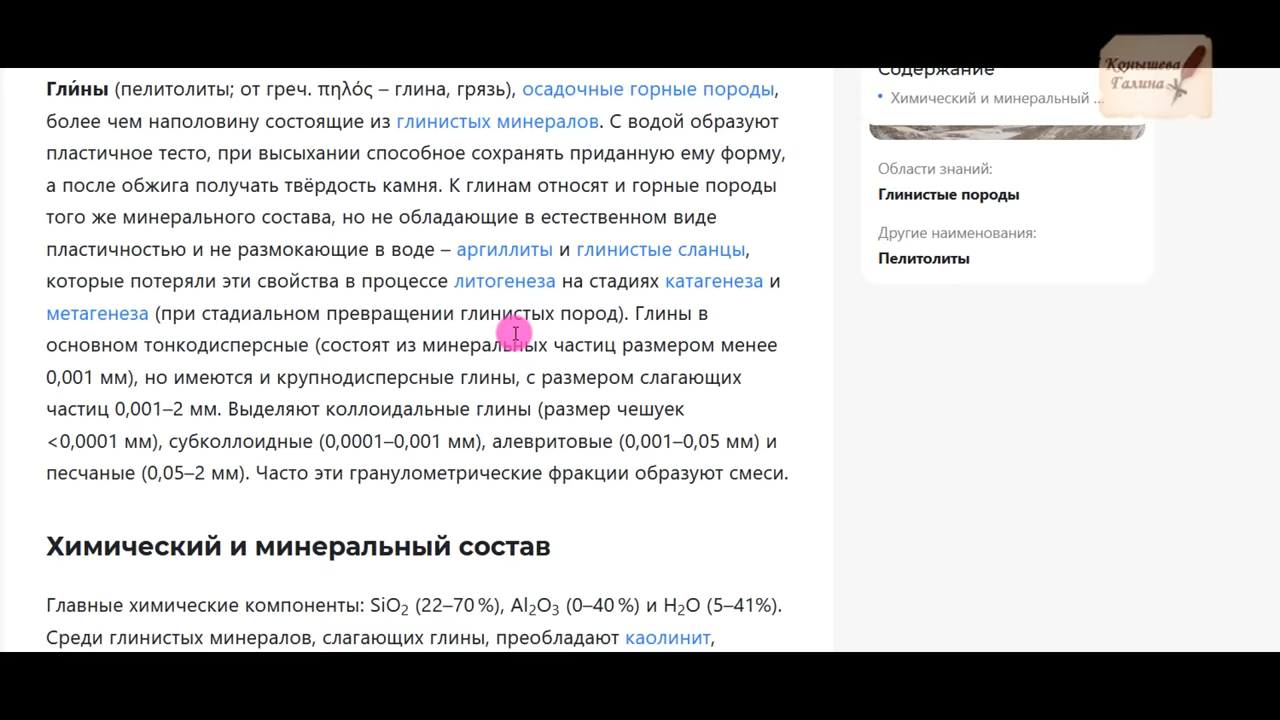 Гли́ны (пелитолиты; от греч. πηλός – глина, грязь), осадочные горные породы,
более чем наполовину состоящие из глинистых минералов. С водой образуют
пластичное тесто, при высыхании способное сохранять приданную ему форму,
а после обжига получать твёрдость камня. К глинам относят и горные породы
того же минерального состава, но не обладающие в естественном виде
пластичностью и не размокающие в воде – аргиллиты и глинистые сланцы,
которые потеряли эти свойства в процессе литогенеза на стадиях катагенеза и
метагенеза (при стадиальном превращении глинистых пород). Глины в
основном тонкодисперсные (состоят из минеральных частиц размером менее
0,001 мм), но имеются и крупнодисперсные глины, с размером слагающих
частиц 0,001–2 мм. Выделяют коллоидальные глины (размер чешуек
<0,0001 мм), субколлоидные (0,0001–0,001 мм), алевритовые (0,001–0,05 мм) и
песчаные (0,05–2 мм). Часто эти гранулометрические фракции образуют смеси.
Химический и минеральный состав
Главные химические компоненты: SiO₂ (22–70 %), Al₂O₃ (0–40 %) и H₂O (5–41%).
Среди глинистых минералов, слагающих глины, преобладают каолинит,
Содержание
• Химический и минеральный ...
Области знаний:
Глинистые породы
Другие наименования:
Пелитолиты
Конышева
Галина